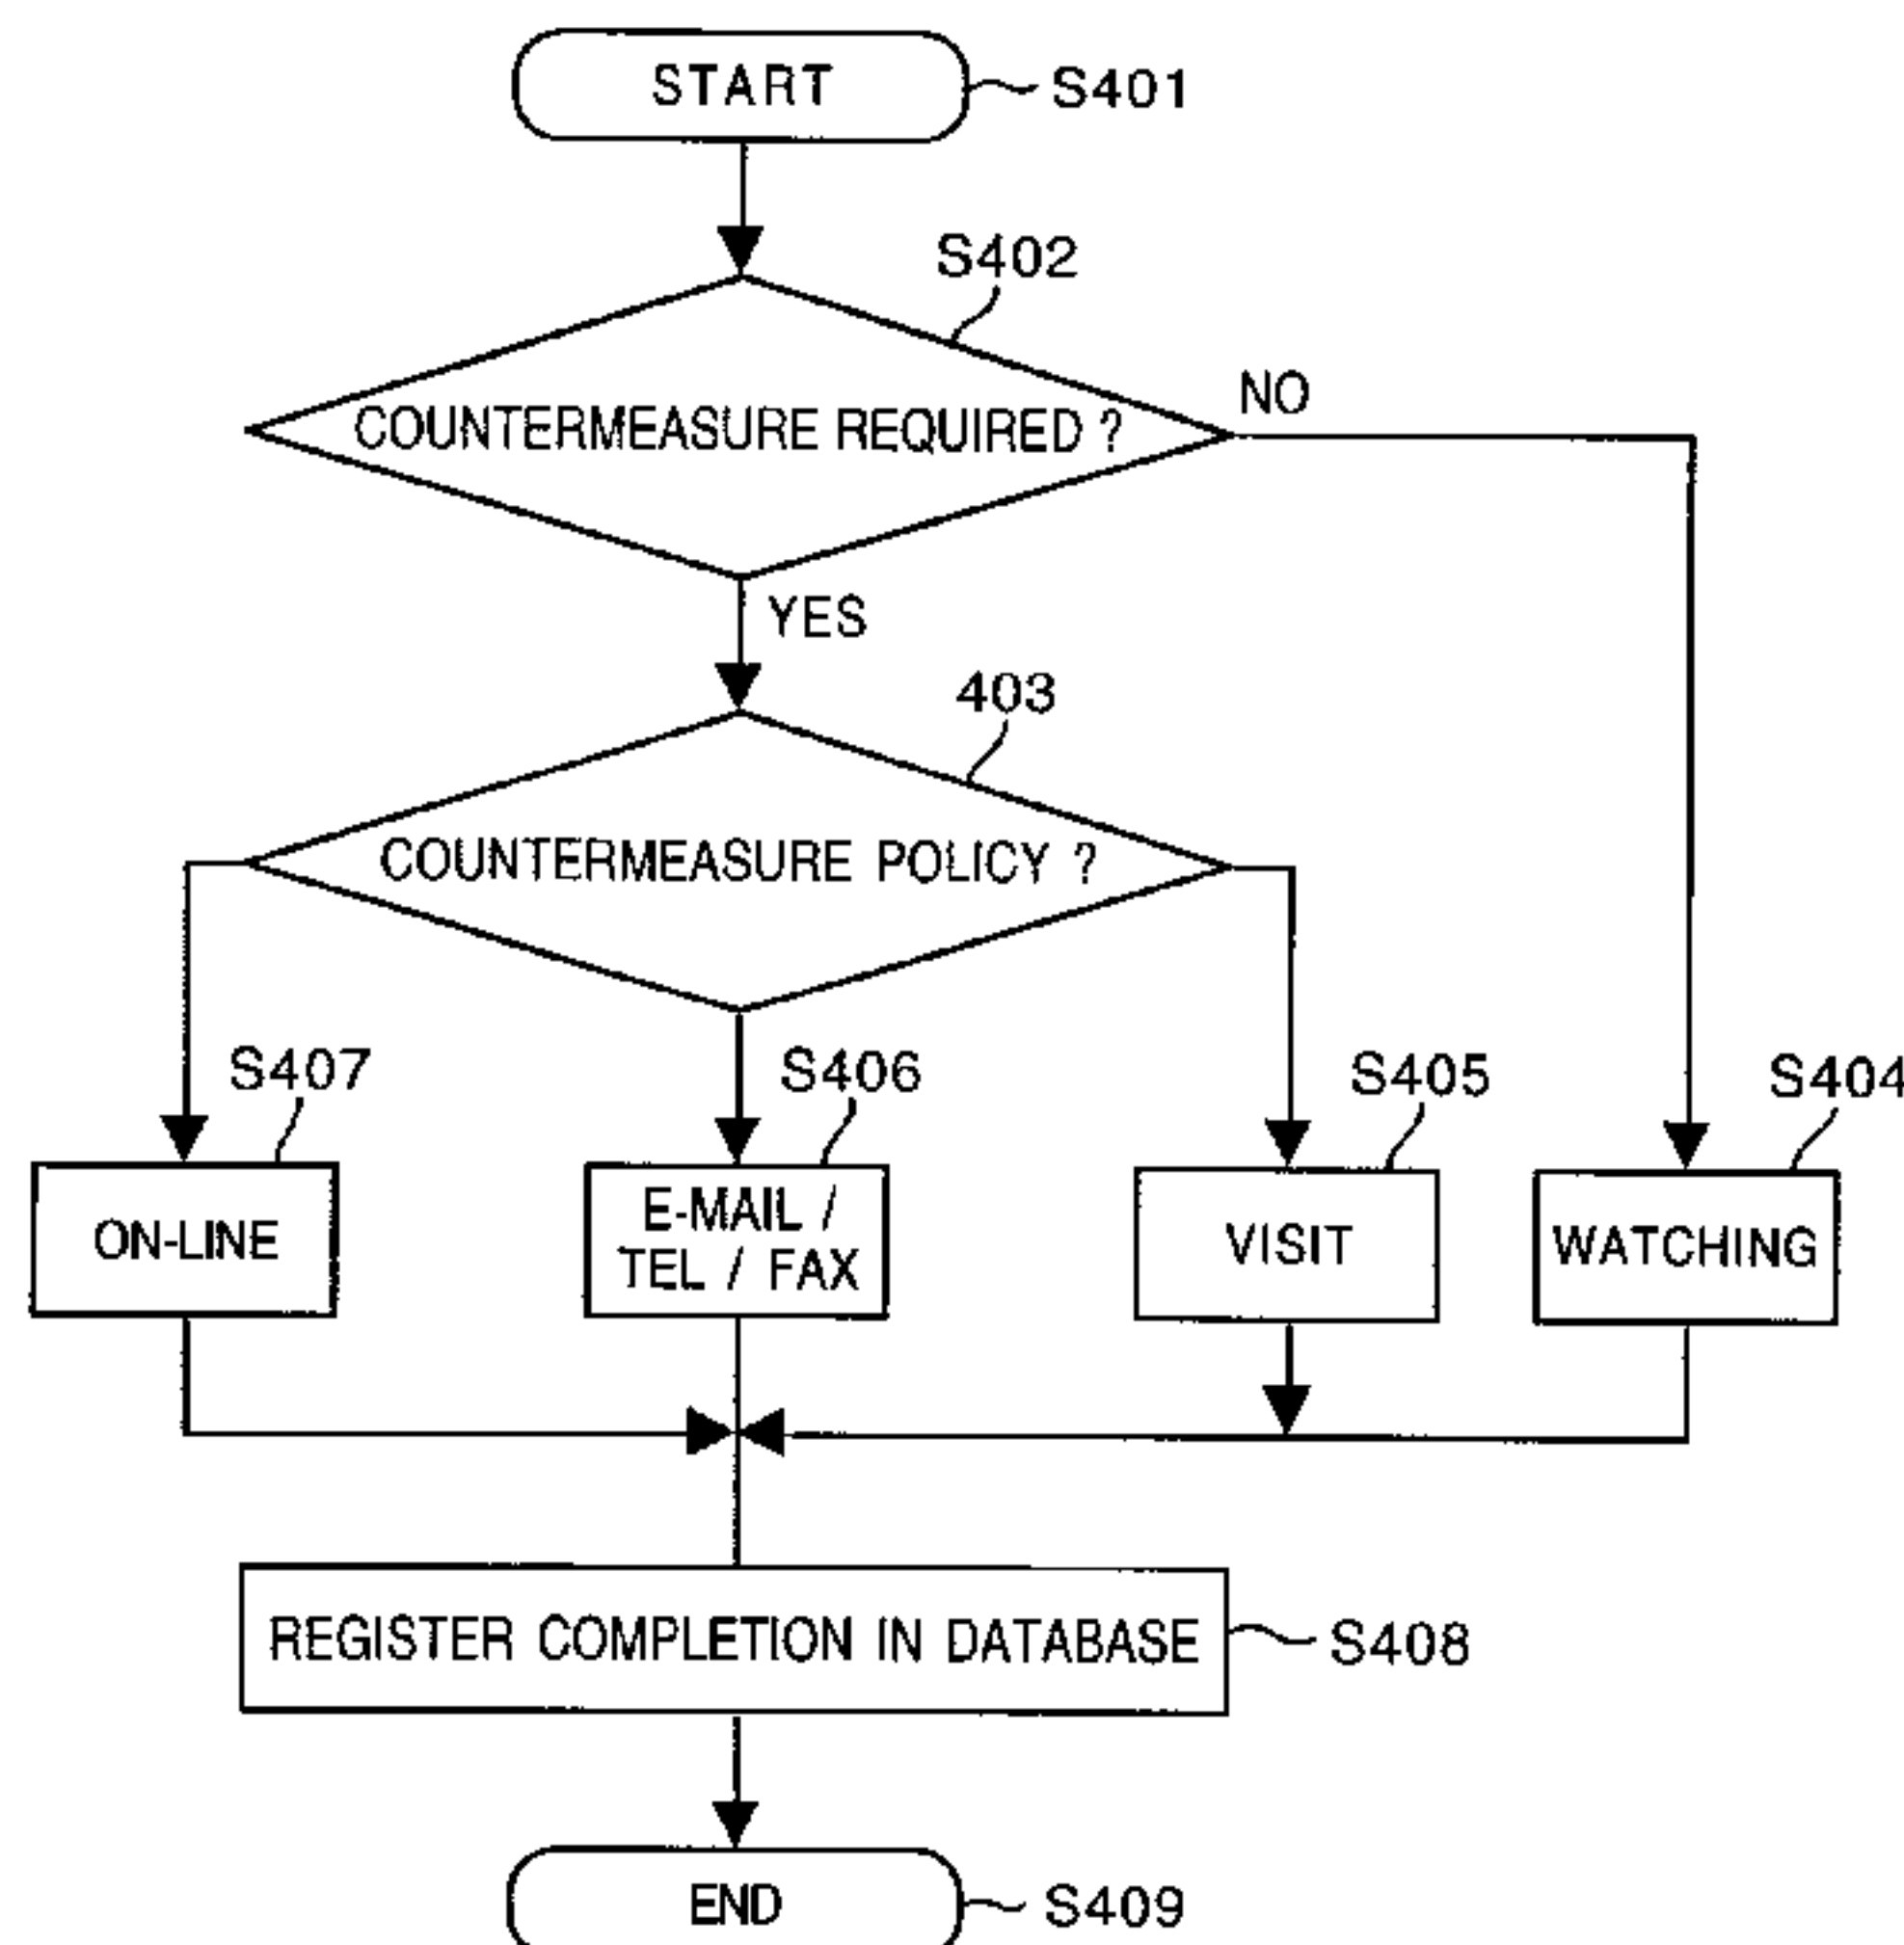 START
S401
S402
COUNTERMEASURE REQUIRED ?
NO
YES
403
COUNTERMEASURE POLICY ?
S407
S406
S405
S404
ON-LINE
E-MAIL /
TEL / FAX
VISIT
WATCHING
REGISTER COMPLETION IN DATABASE
S408
END
S409